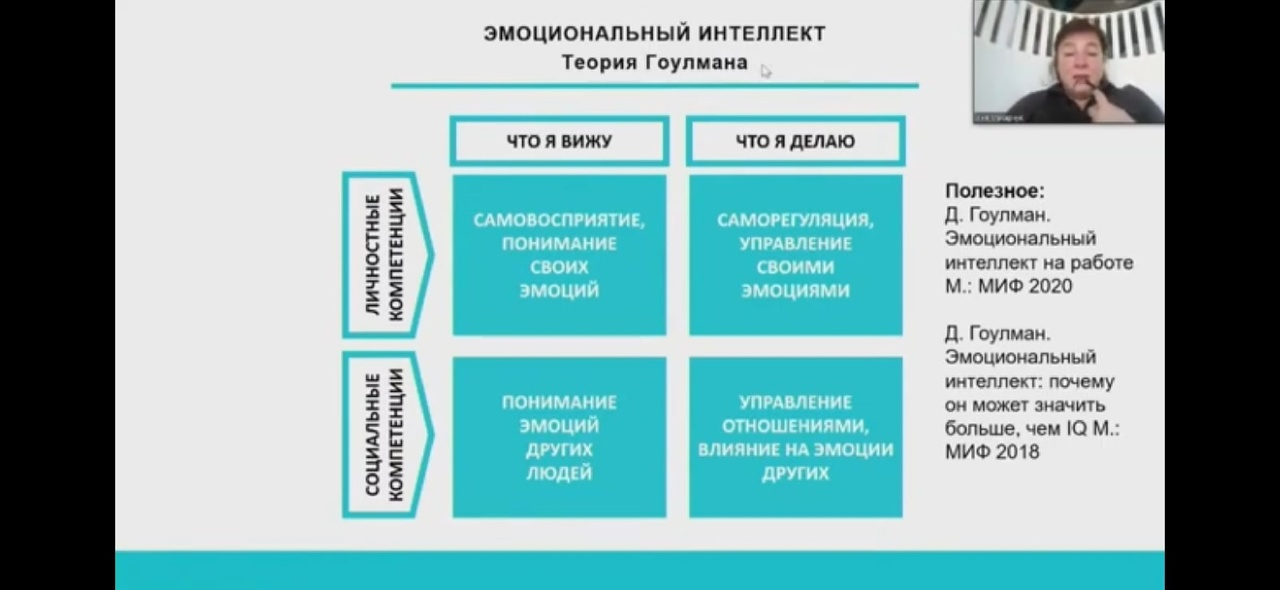 ЭМОЦИОНАЛЬНЫЙ ИНТЕЛЛЕКТ
Теория Гоулмана
ЧТО Я ВИЖУ
ЧТО Я ДЕЛАЮ
ЛИЧНОСТНЫЕ
КОМПЕТЕНЦИИ
САМОВОСПРИЯТИЕ,
ПОНИМАНИЕ
СВОИХ
ЭМОЦИЙ
САМОРЕГУЛЯЦИЯ,
УПРАВЛЕНИЕ
СВОИМИ
ЭМОЦИЯМИ
СОЦИАЛЬНЫЕ
КОМПЕТЕНЦИИ
ПОНИМАНИЕ
ЭМОЦИЙ
ДРУГИХ
ЛЮДЕЙ
УПРАВЛЕНИЕ
ОТНОШЕНИЯМИ,
ВЛИЯНИЕ НА ЭМОЦИИ
ДРУГИХ
Полезное:
Д. Гоулман.
Эмоциональный
интеллект на работе
М.: МИФ 2020
Д. Гоулман.
Эмоциональный
интеллект: почему
он может значить
больше, чем IQ М.:
МИФ 2018